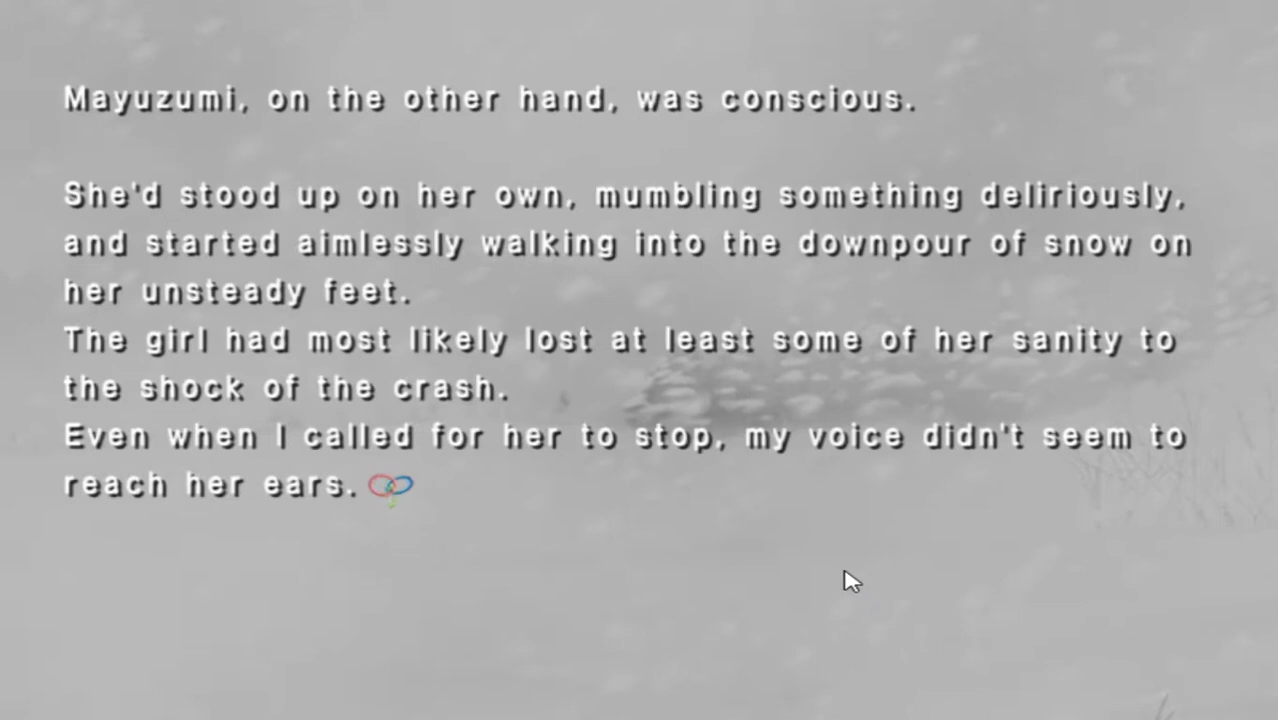 Mayuzumi, on the other hand, was conscious.
She'd stood up on her own, mumbling something deliriously,
and started aimlessly walking into the downpour of snow on
her unsteady feet.
The girl had most likely lost at least some of her sanity to
the shock of the crash.
Even when I called for her to stop, my voice didn't seem to
reach her ears.